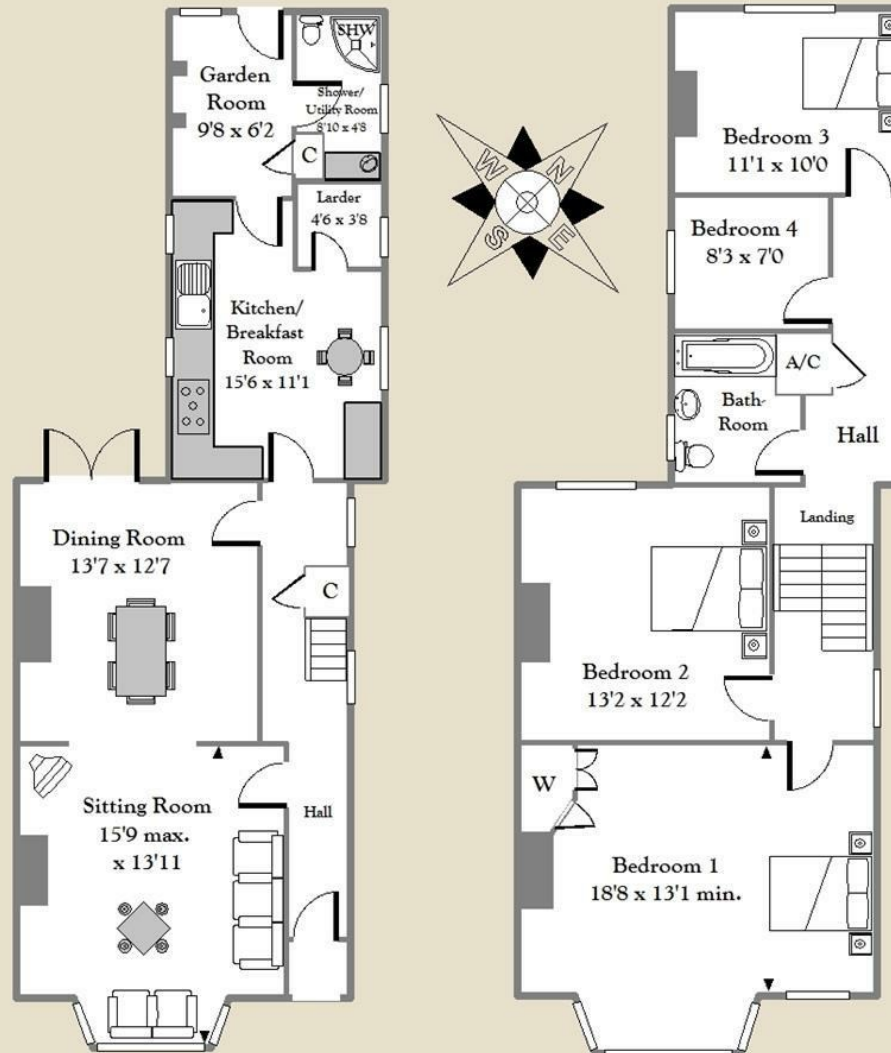 Garden
Room
9'8 x 6'2
SHW
Shower/
Utility Room
8'10 x 4'8
C
Larder
4'6 x 3'8
Kitchen/
Breakfast
Room
15'6 x 11'1
Dining Room
13'7 x 12'7
C
Sitting Room
15'9 max.
x 13'11
Hall
W
N
S
E
Bedroom 3
11'1 x 10'0
Bedroom 4
8'3 x 7'0
A/C
Bath-
Room
Hall
Landing
Bedroom 2
13'2 x 12'2
W
Bedroom 1
18'8 x 13'1 min.